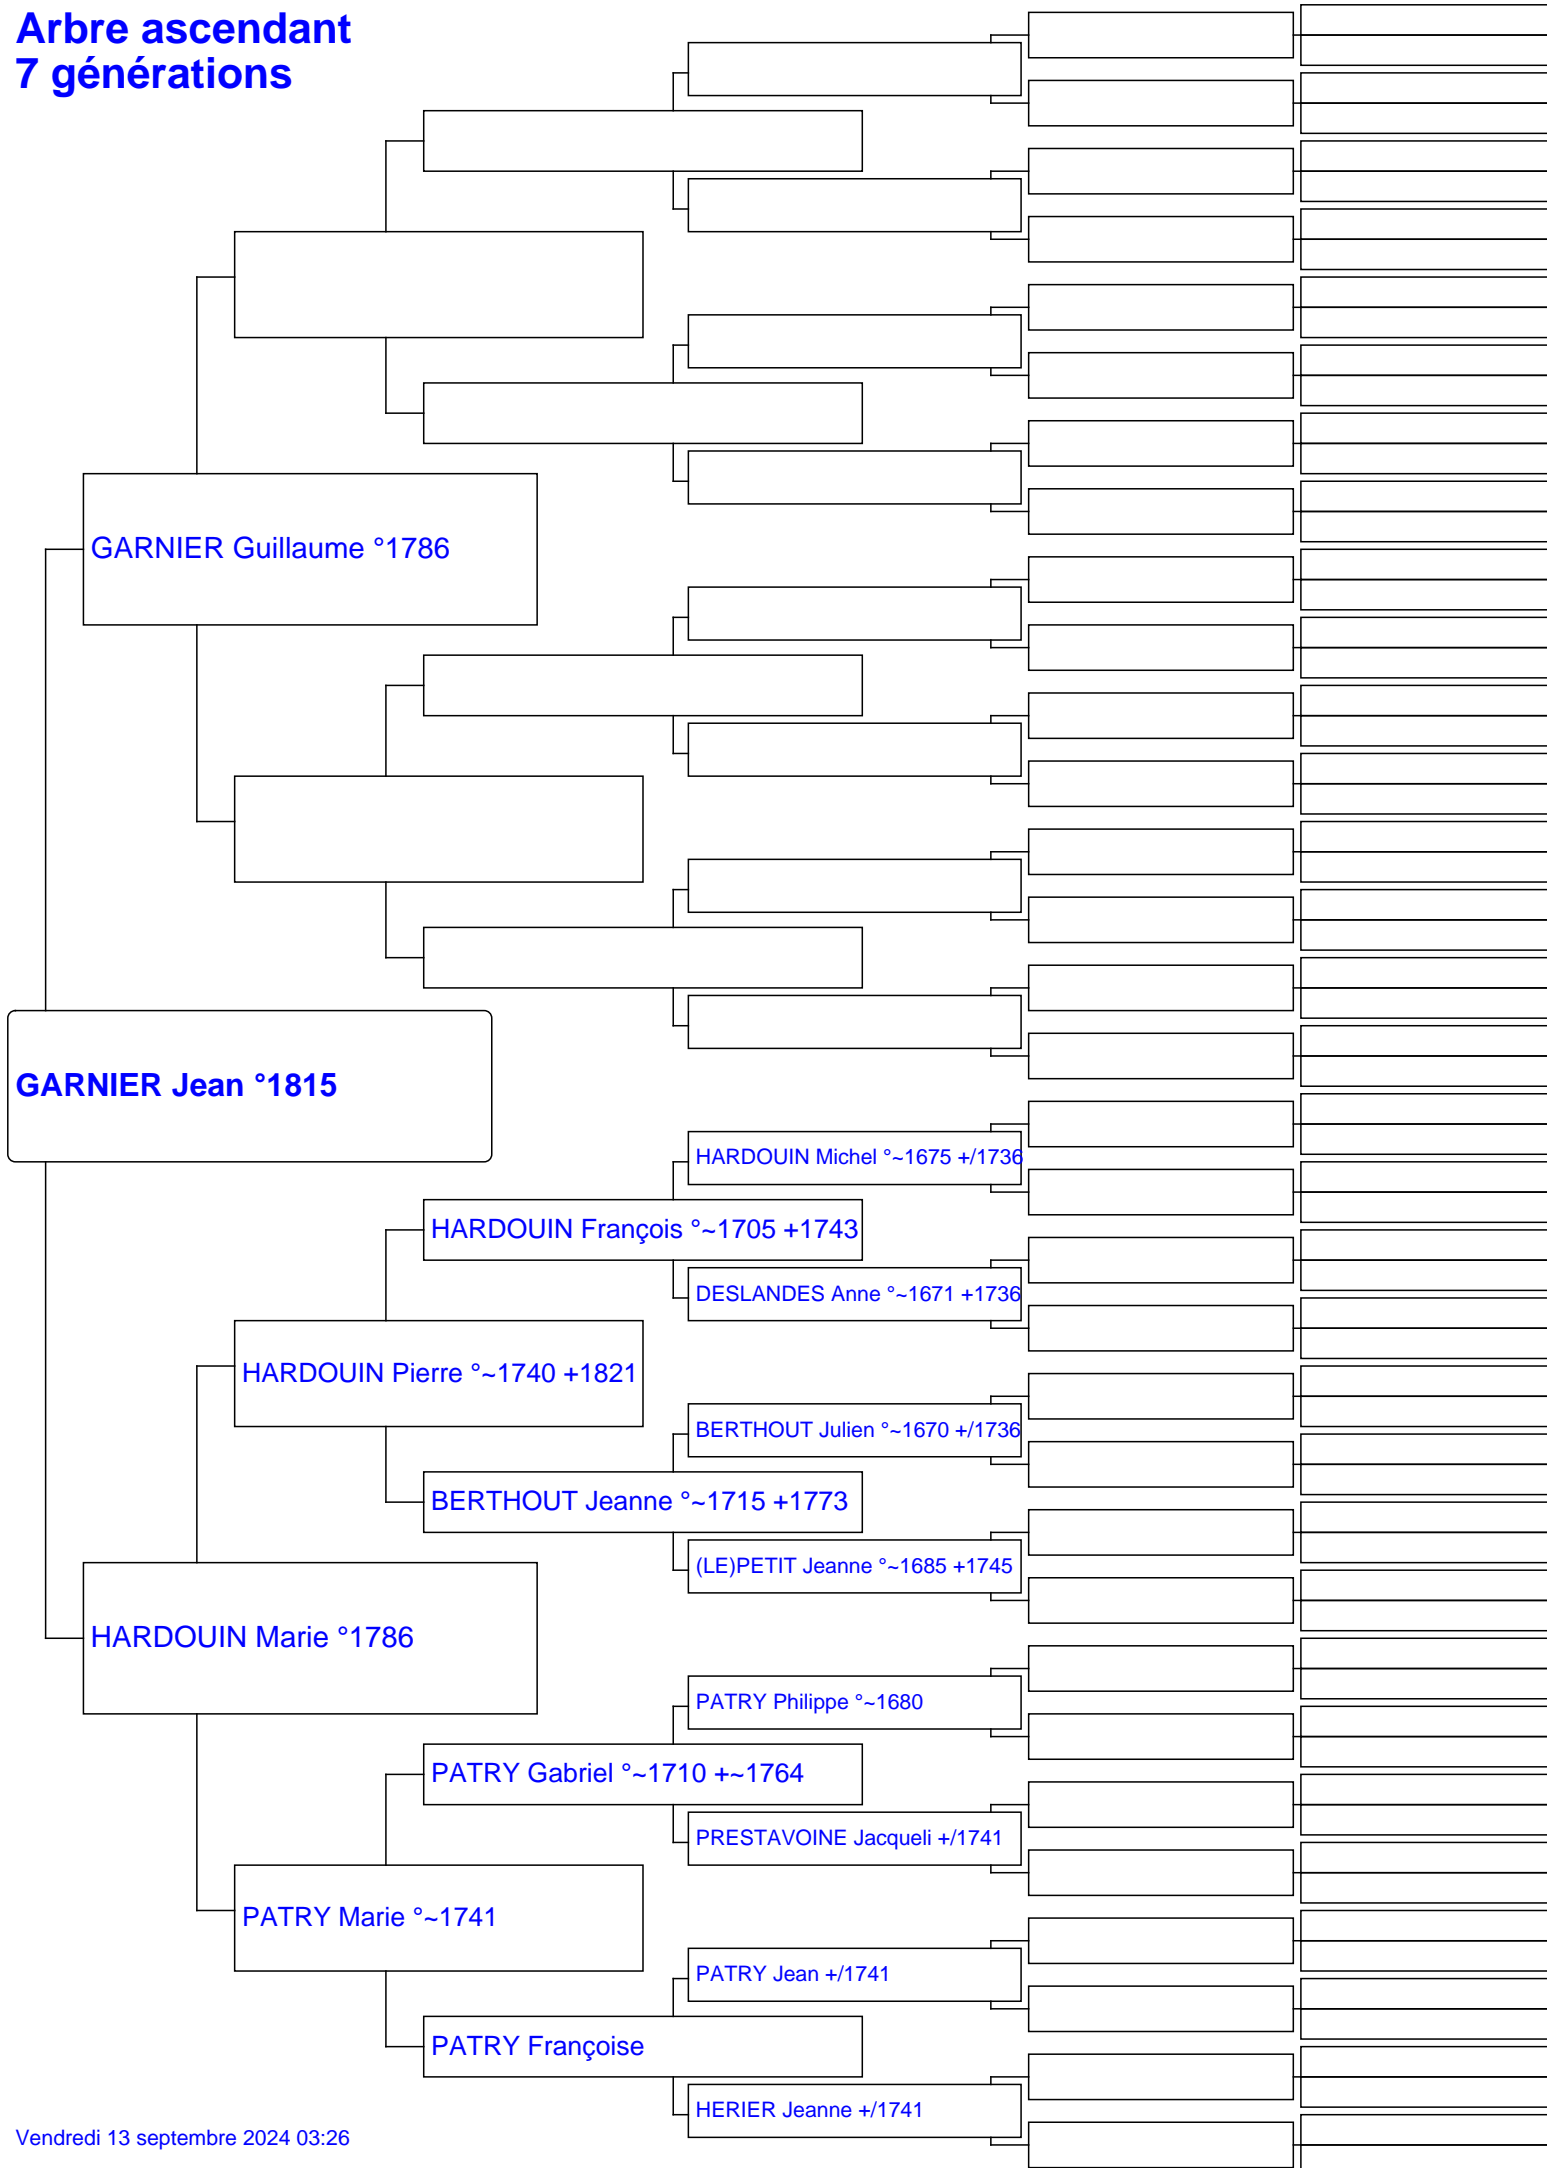 Arbre ascendant
7 générations
GARNIER Guillaume °1786
GARNIER Jean °1815
HARDOUIN Michel °~1675 +/1736
HARDOUIN François °~1705 +1743
DESLANDES Anne °~1671 +1736
HARDOUIN Pierre °~1740 +1821
BERTHOUT Julien °~1670 +/1736
BERTHOUT Jeanne °~1715 +1773
(LE)PETIT Jeanne °~1685 +1745
HARDOUIN Marie °1786
PATRY Philippe °~1680
PATRY Gabriel °~1710 +~1764
PRESTAVOINE Jacqueli +/1741
PATRY Marie °~1741
PATRY Jean +/1741
PATRY Françoise
HERIER Jeanne +/1741
Vendredi 13 septembre 2024 03:26